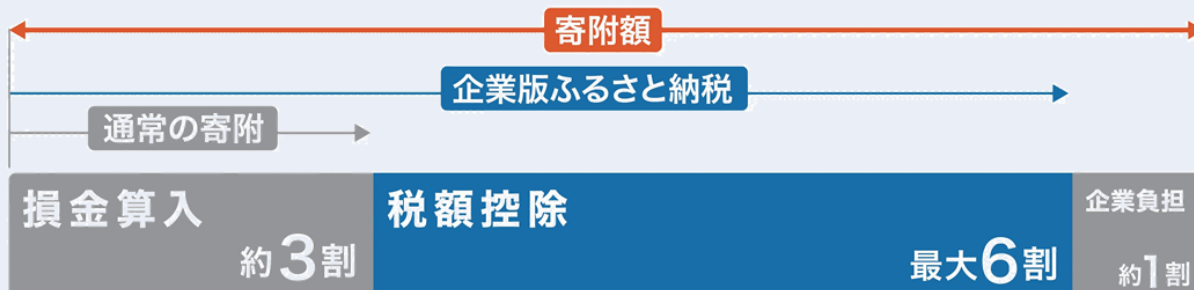 寄附額
企業版ふるさと納税
通常の寄附
損金算入
約3割
税額控除
最大6割
企業負担
約1割